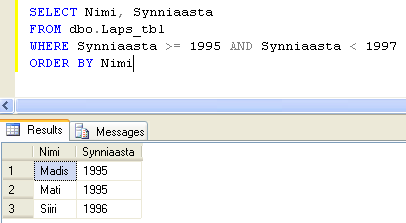 SELECT Nimi, Synniaasta
FROM dbo.Laps_tbl
WHERE Synniaasta >= 1995 AND Synniaasta < 1997
ORDER BY Nimi
Results Messages
Nimi Synniaasta
1 Madis 1995
2 Mati 1995
3 Siiri 1996